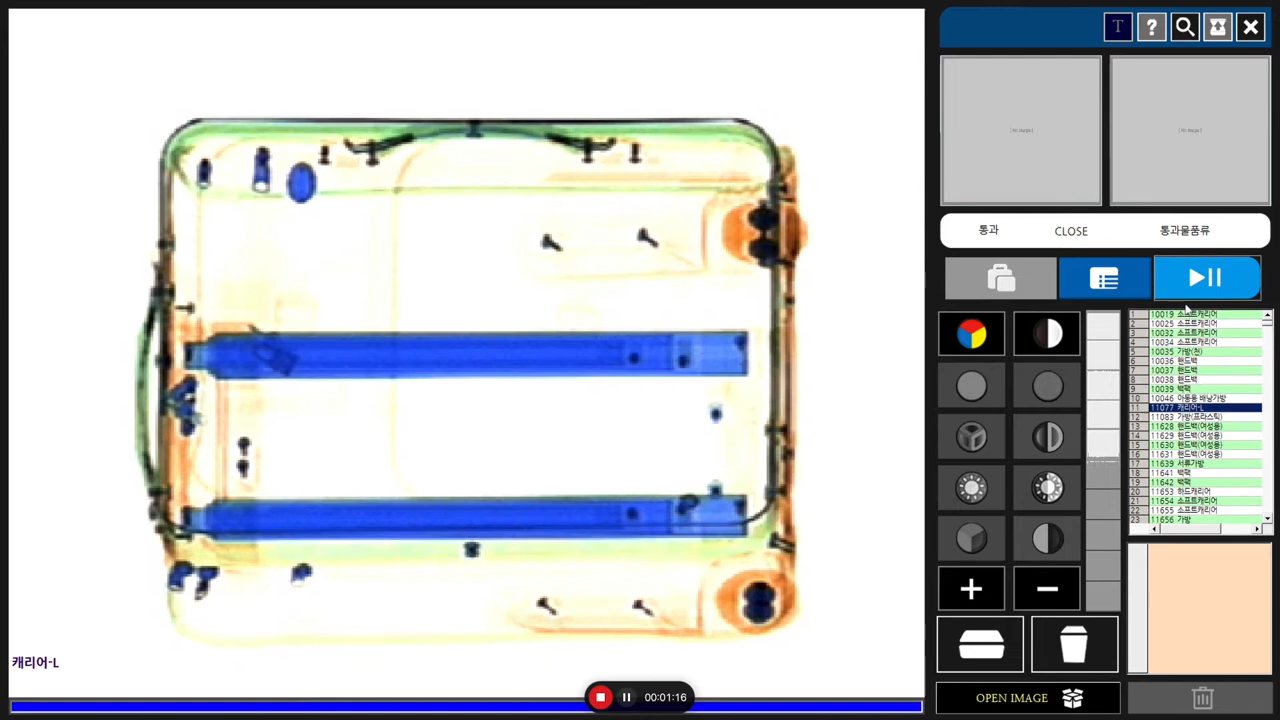 T ?
[ No Image ] [ No Image ]
통과 CLOSE 통과물품류
1 10019 소프트캐리어
2 10025 소프트캐리어
3 10032 소프트캐리어
4 10034 소프트캐리어
5 10035 가방(천)
6 10036 핸드백
7 10037 핸드백
8 10038 핸드백
9 10039 백팩
10 10046 아동용 배낭가방
11 11077 캐리어-L
12 11083 가방(프라스틱)
13 11628 핸드백(여성용)
14 11629 핸드백(여성용)
15 11630 핸드백(여성용)
16 11631 핸드백(여성용)
17 11639 서류가방
18 11641 백팩
19 11642 백팩
20 11653 하드캐리어
21 11654 소프트캐리어
22 11655 소프트캐리어
23 11656 가방
캐리어-L
00:01:16
OPEN IMAGE